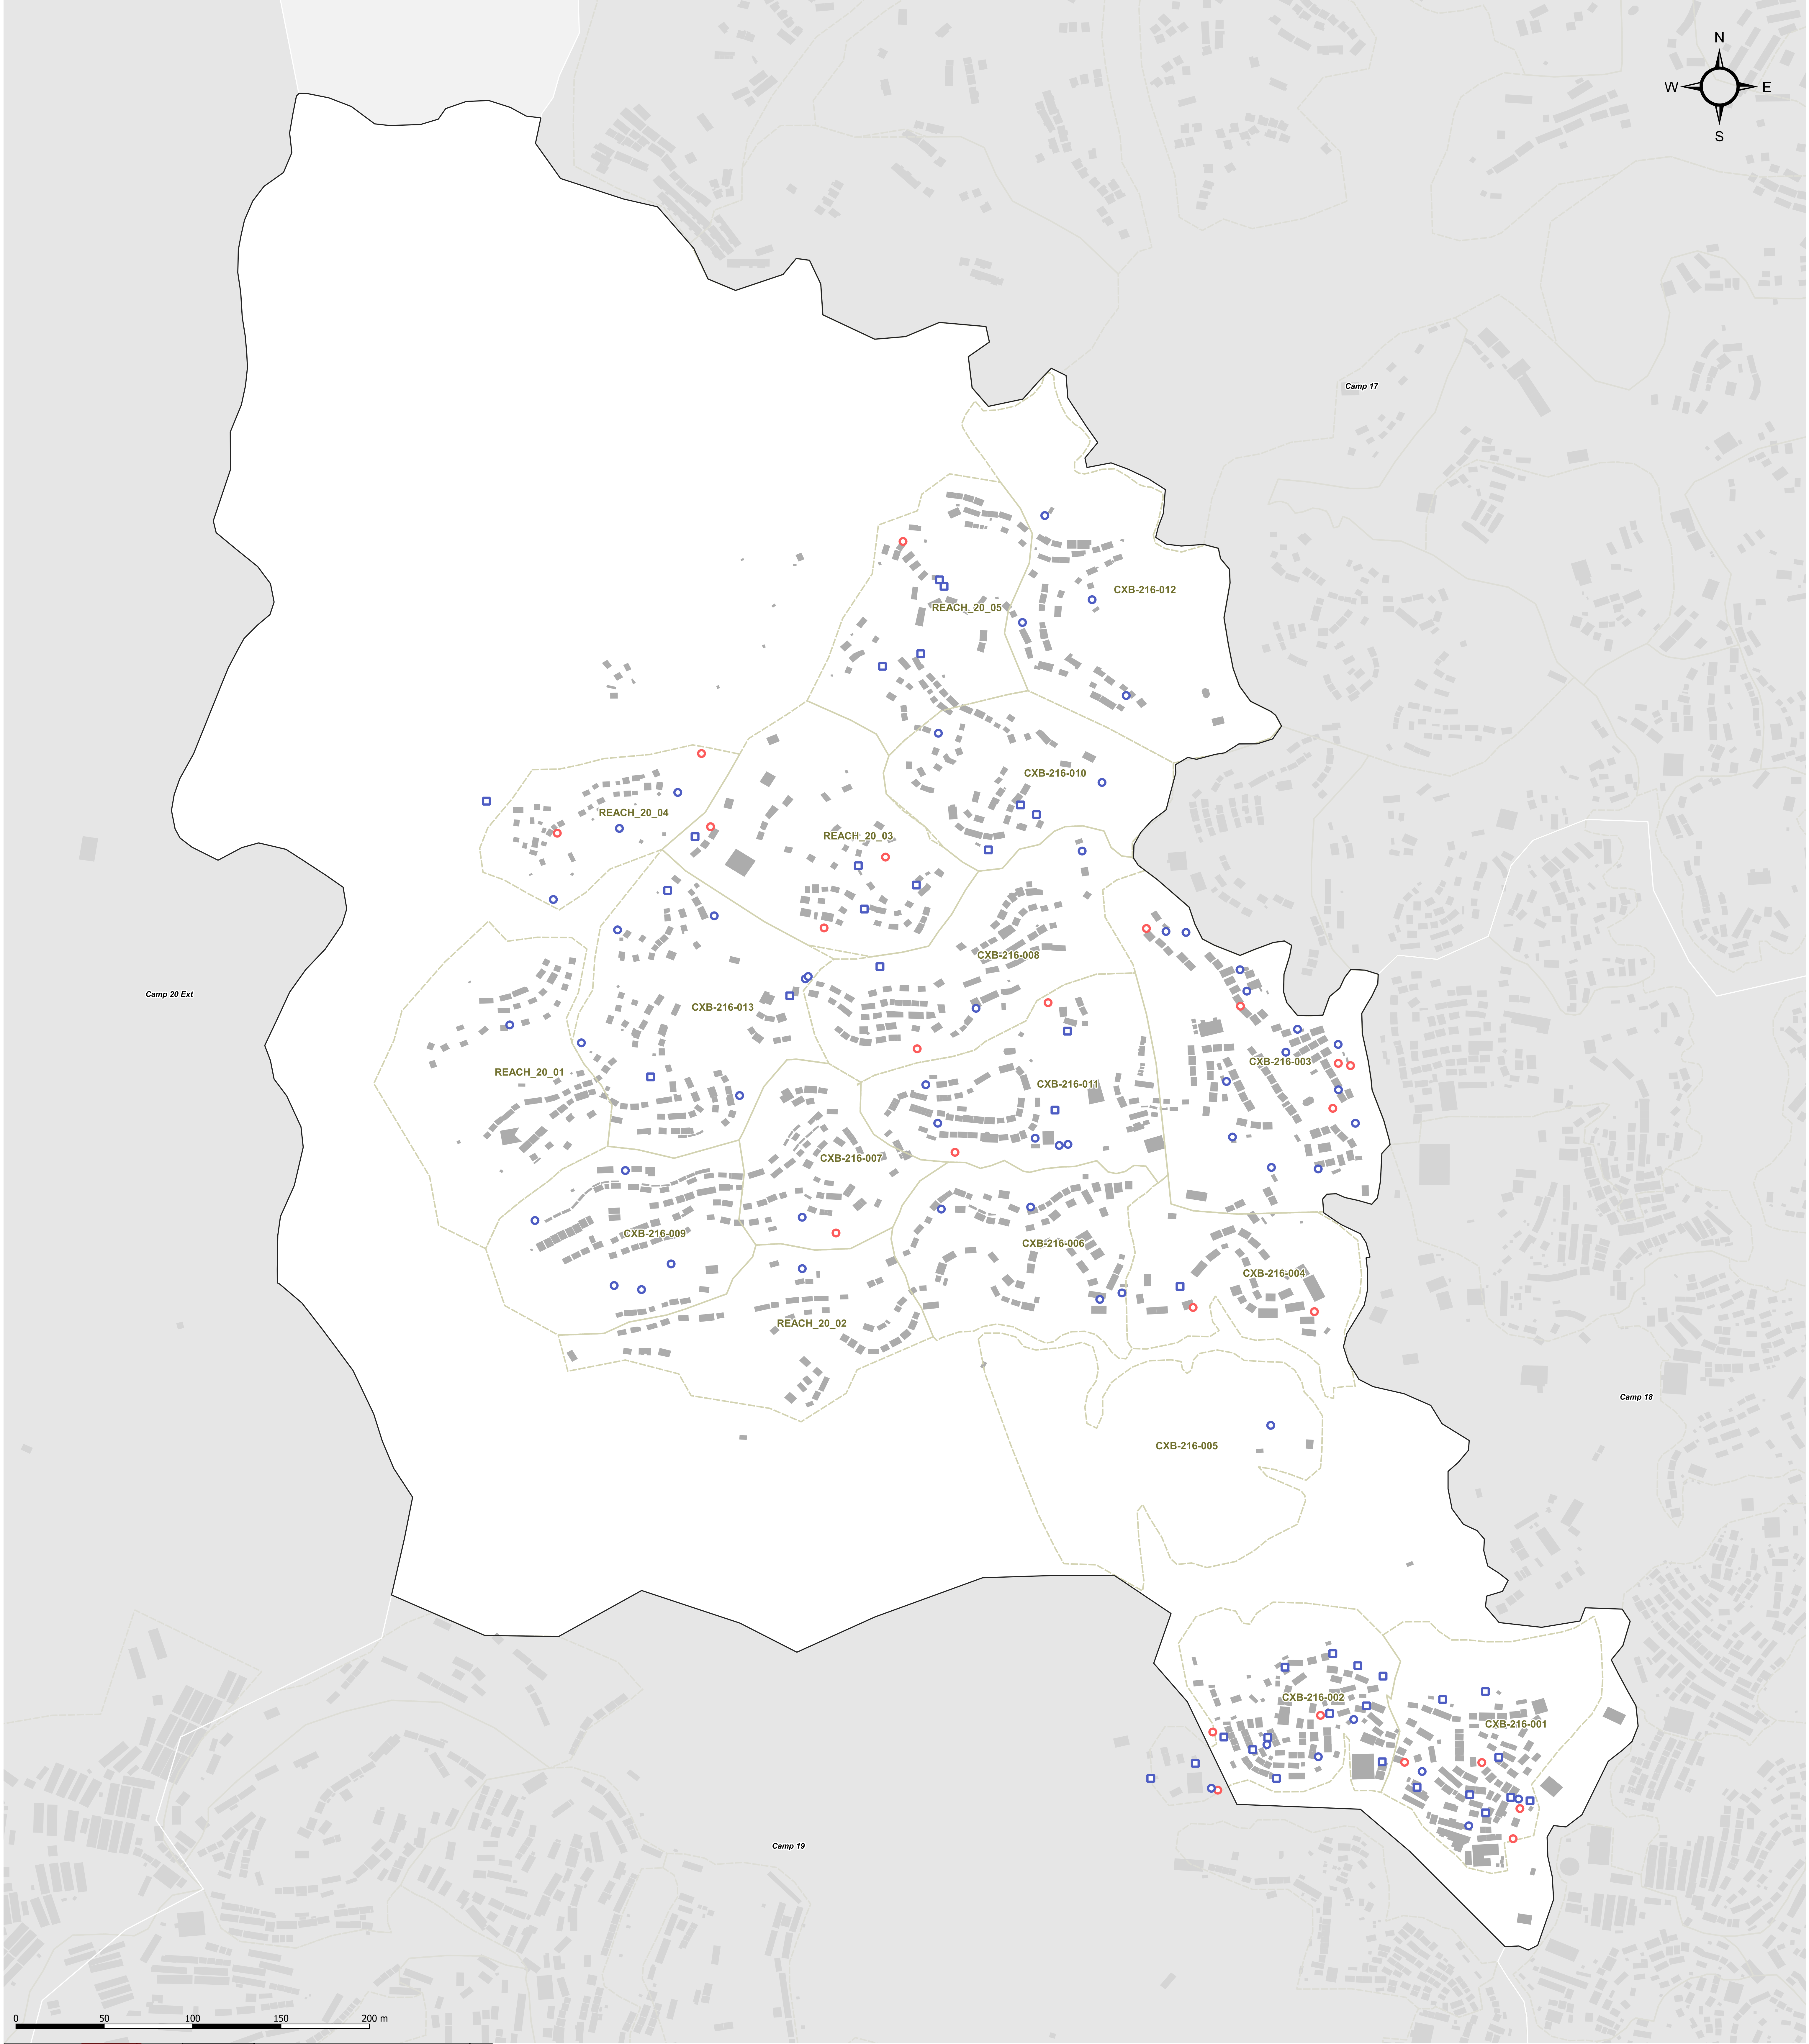 N
W E
S
Camp 17
CXB-216-012
REACH_20_05
CXB-216-010
REACH_20_04
REACH_20_03
CXB-216-008
Camp 20 Ext
CXB-216-013
CXB-216-003
REACH_20_01
CXB-216-011
CXB-216-007
CXB-216-009
CXB-216-006
CXB-216-004
REACH_20_02
Camp 18
CXB-216-005
CXB-216-002
CXB-216-001
Camp 19
0 50 100 150 200 m